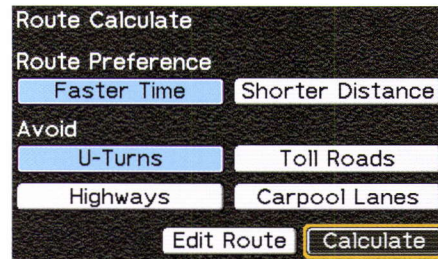 Route Calculate
Route Preference
Faster Time Shorter Distance
Avoid
U-Turns Toll Roads
Highways Carpool Lanes
Edit Route Calculate